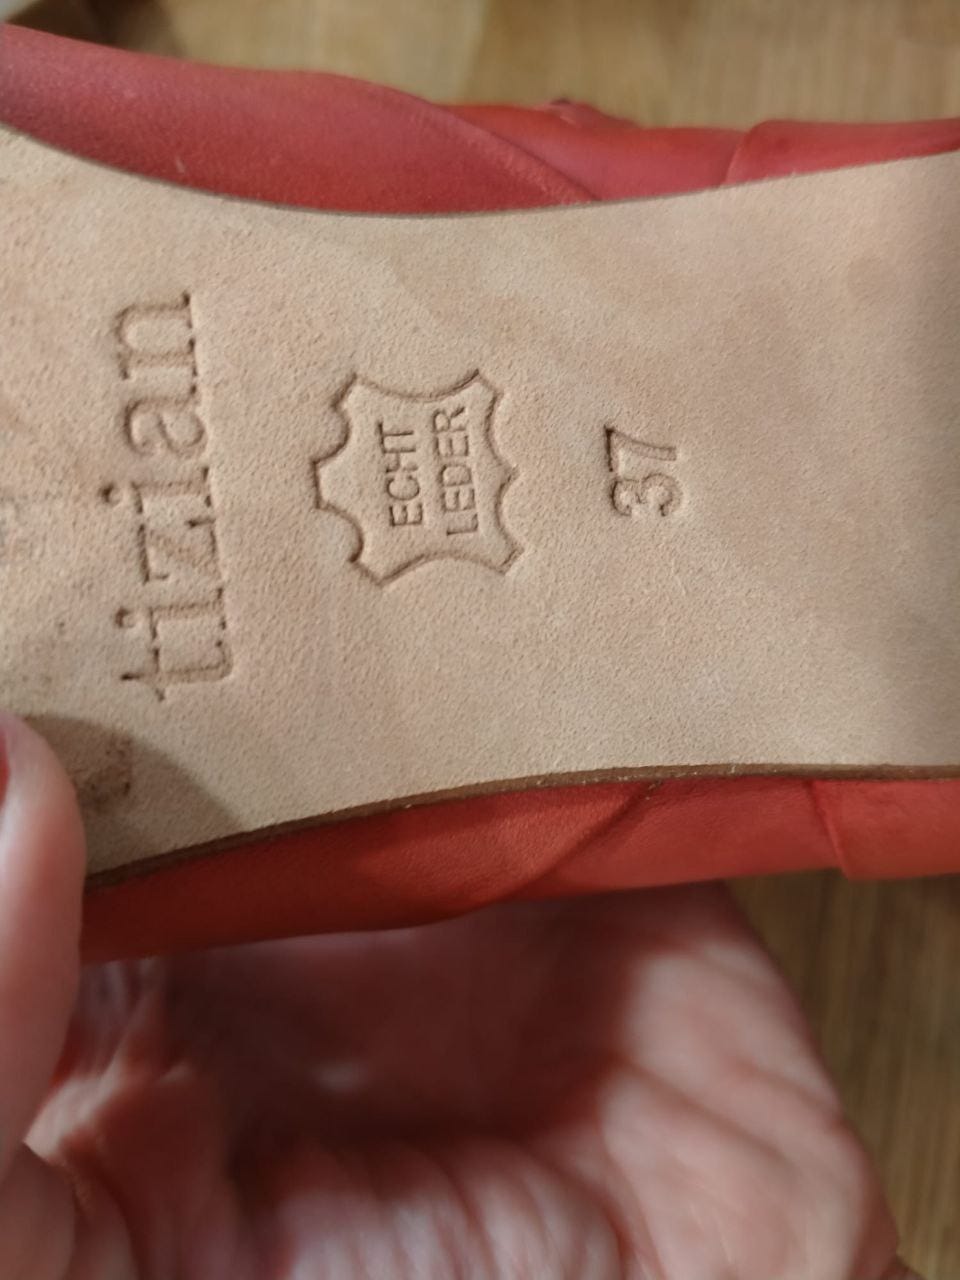 tizian
ECHT
LEDER
37